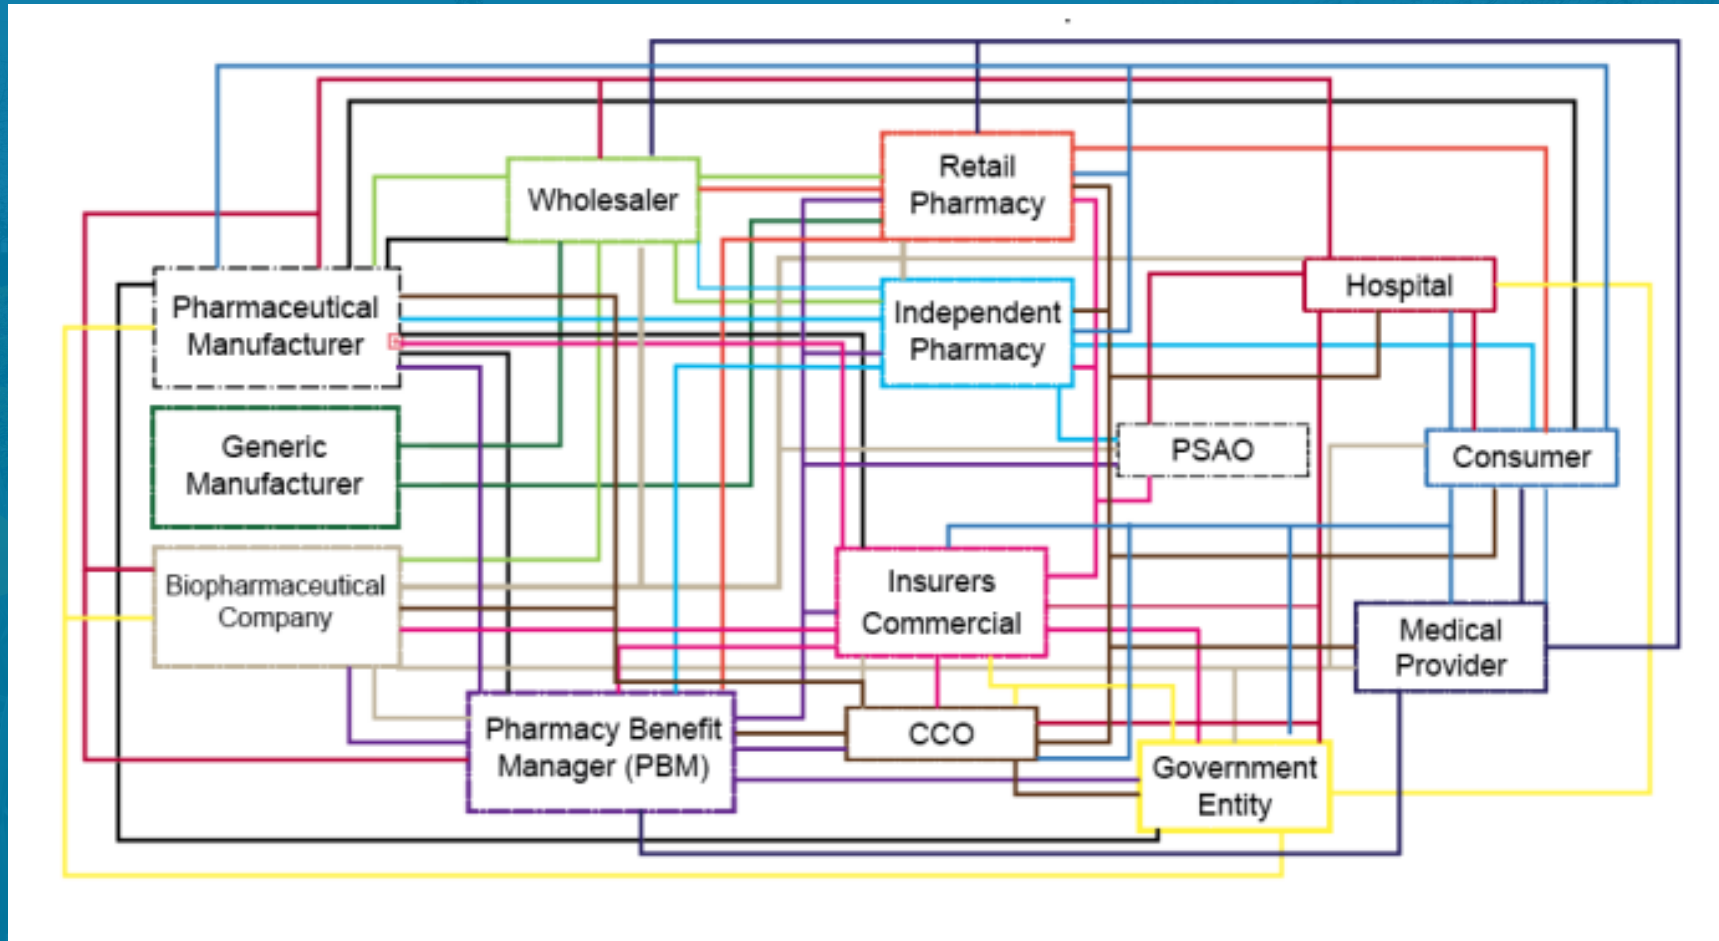 Retail
Pharmacy
Wholesaler
Hospital
Pharmaceutical
Manufacturer
Independent
Pharmacy
Generic
Manufacturer
PSAO
Consumer
Biopharmaceutical
Company
Insurers
Commercial
Medical
Provider
Pharmacy Benefit
Manager (PBM)
CCO
Government
Entity